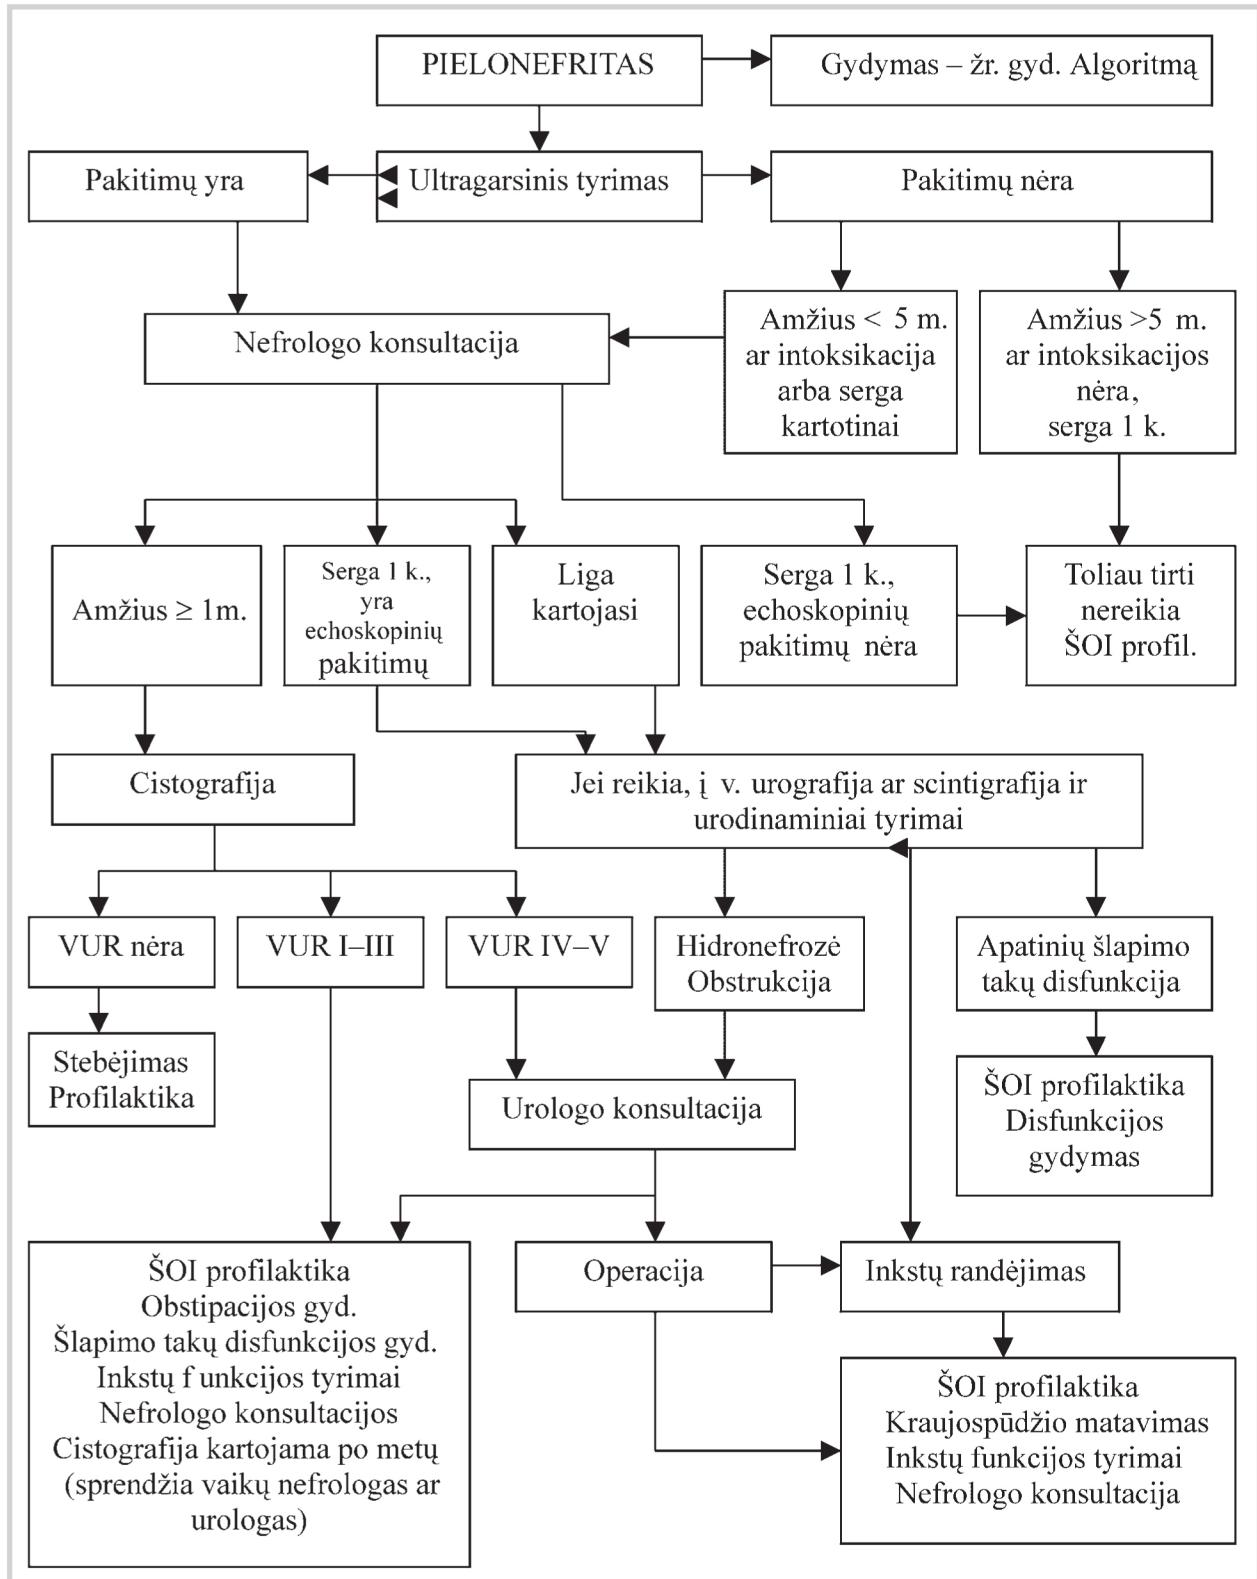 PIELONEFRITAS
Gydymas – žr. gyd. Algoritmą
Pakitimų yra
Ultragarsinis tyrimas
Pakitimų nėra
Nefrologo konsultacija
Amžius < 5 m.
ar intoksikacija
arba serga
kartotinai
Amžius >5 m.
ar intoksikacijos
nėra,
serga 1 k.
Amžius ≥ 1m.
Serga 1 k.,
yra
echoskopinių
pakitimų
Liga
kartojasi
Serga 1 k.,
echoskopinių
pakitimų nėra
Toliau tirti
nereikia
ŠOI profil.
Cistografija
Jei reikia, į v. urografija ar scintigrafija ir
urodinaminiai tyrimai
VUR nėra
VUR I–III
VUR IV–V
Hidronefrozė
Obstrukcija
Apatinių šlapimo
takų disfunkcija
Stebėjimas
Profilaktika
Urologo konsultacija
ŠOI profilaktika
Disfunkcijos
gydymas
ŠOI profilaktika
Obstipacijos gyd.
Šlapimo takų disfunkcijos gyd.
Inkstų f unkcijos tyrimai
Nefrologo konsultacijos
Cistografija kartojama po metų
(sprendžia vaikų nefrologas ar
urologas)
Operacija
Inkstų randėjimas
ŠOI profilaktika
Kraujospūdžio matavimas
Inkstų funkcijos tyrimai
Nefrologo konsultacija